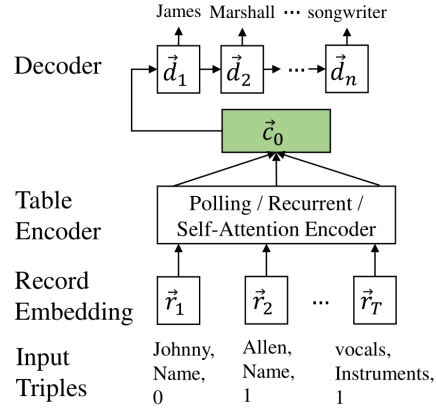 James Marshall ··· songwriter
Decoder
d⃗₁ d⃗₂ ··· d⃗ₙ
c⃗₀
Table
Encoder
Polling / Recurrent /
Self-Attention Encoder
Record
Embedding
r⃗₁ r⃗₂ ··· r⃗_T
Input
Triples
Johnny,
Name,
0
Allen,
Name,
1
vocals,
Instruments,
1